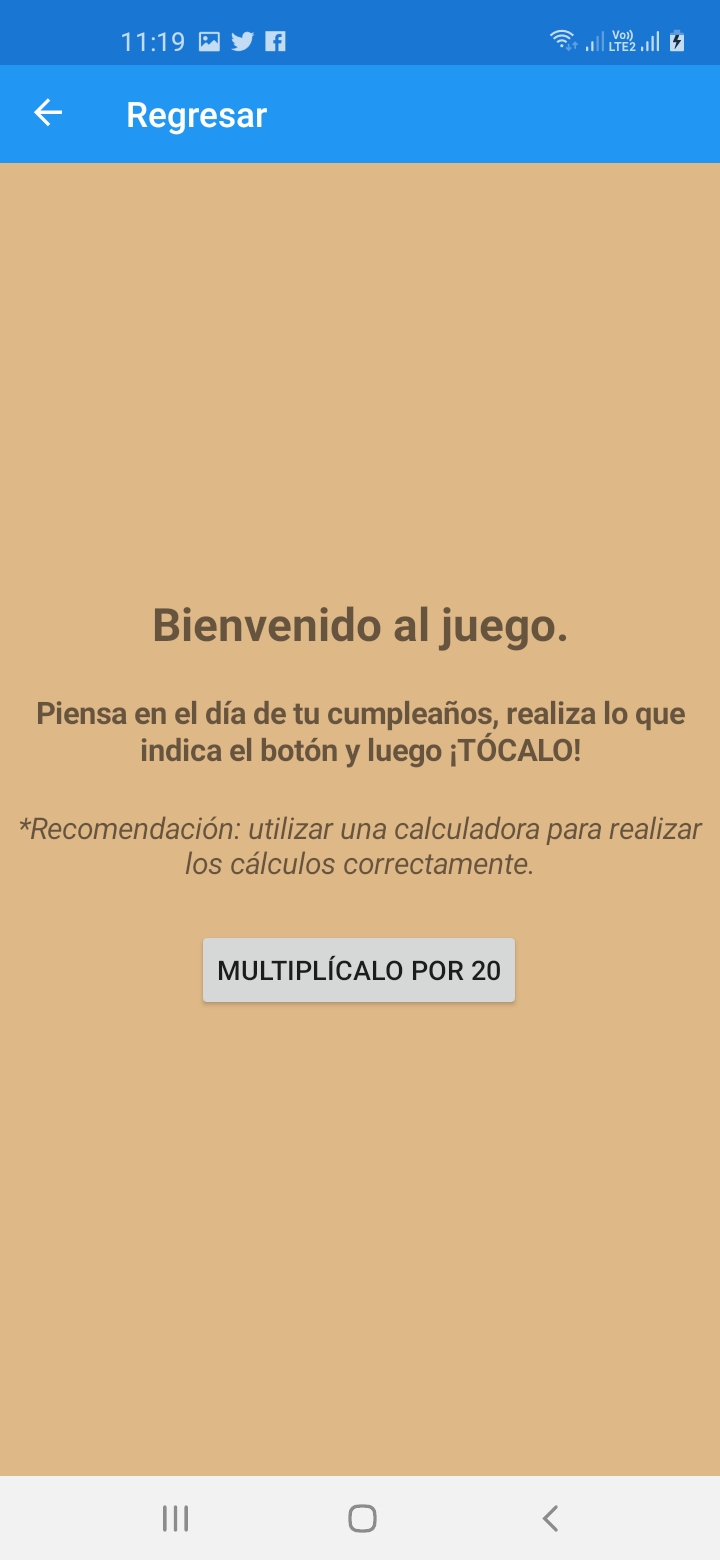 11:19
Vo))
LTE2
Regresar
Bienvenido al juego.
Piensa en el día de tu cumpleaños, realiza lo que
indica el botón y luego ¡TÓCALO!
*Recomendación: utilizar una calculadora para realizar
los cálculos correctamente.
MULTIPLÍCALO POR 20